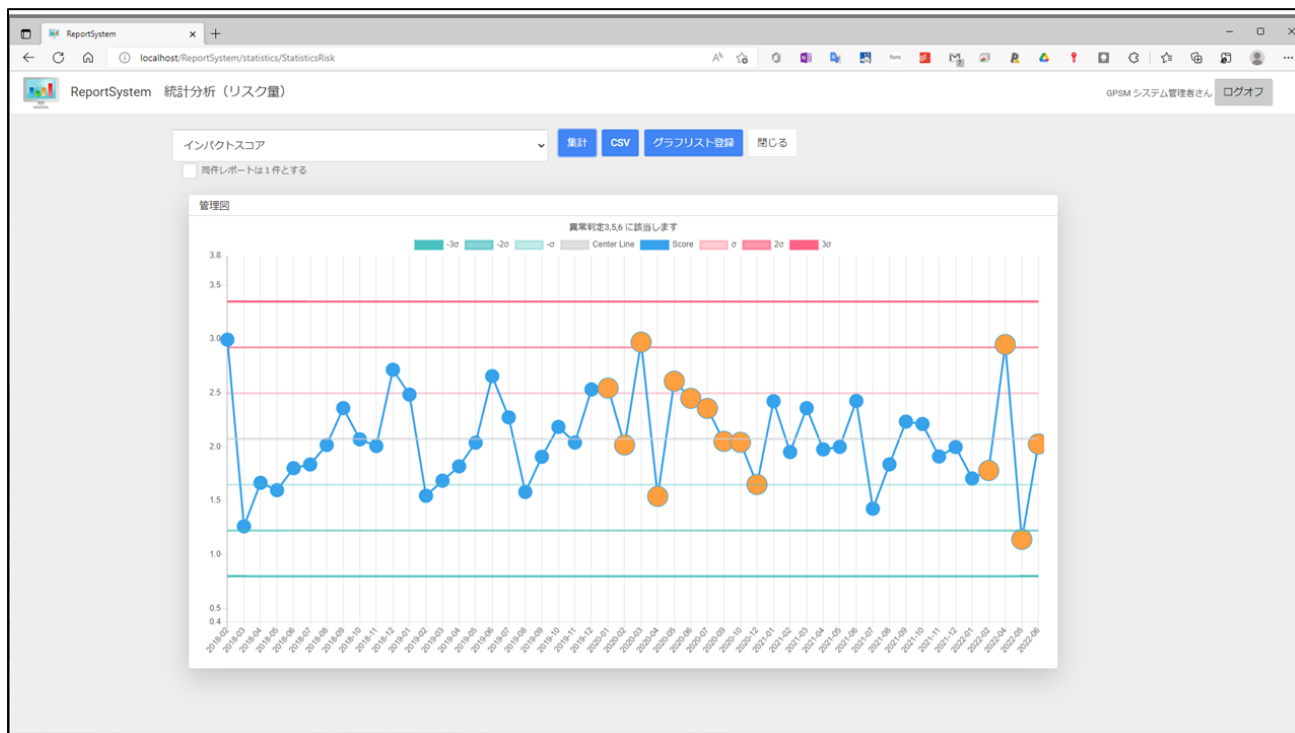 ReportSystem
localhost/ReportSystem/statistics/StatisticsRisk
ReportSystem 統計分析（リスク量）
GPSM システム管理者さん ログオフ
インパクトスコア 集計 CSV グラフリスト登録 閉じる
同件レポートは1件とする
管理図
異常判定3,5,6 に該当します
-3σ -2σ -σ Center Line Score σ 2σ 3σ
3.8
3.5
3.0
2.5
2.0
1.5
1.0
0.5
0.4
2018-02 2018-03 2018-04 2018-05 2018-06 2018-07 2018-08 2018-09 2018-10 2018-11 2018-12 2019-01 2019-02 2019-03 2019-04 2019-05 2019-06 2019-07 2019-08 2019-09 2019-10 2019-11 2019-12 2020-01 2020-02 2020-03 2020-04 2020-05 2020-06 2020-07 2020-09 2020-10 2020-12 2021-01 2021-02 2021-03 2021-04 2021-05 2021-06 2021-07 2021-08 2021-09 2021-10 2021-11 2021-12 2022-01 2022-02 2022-04 2022-05 2022-06